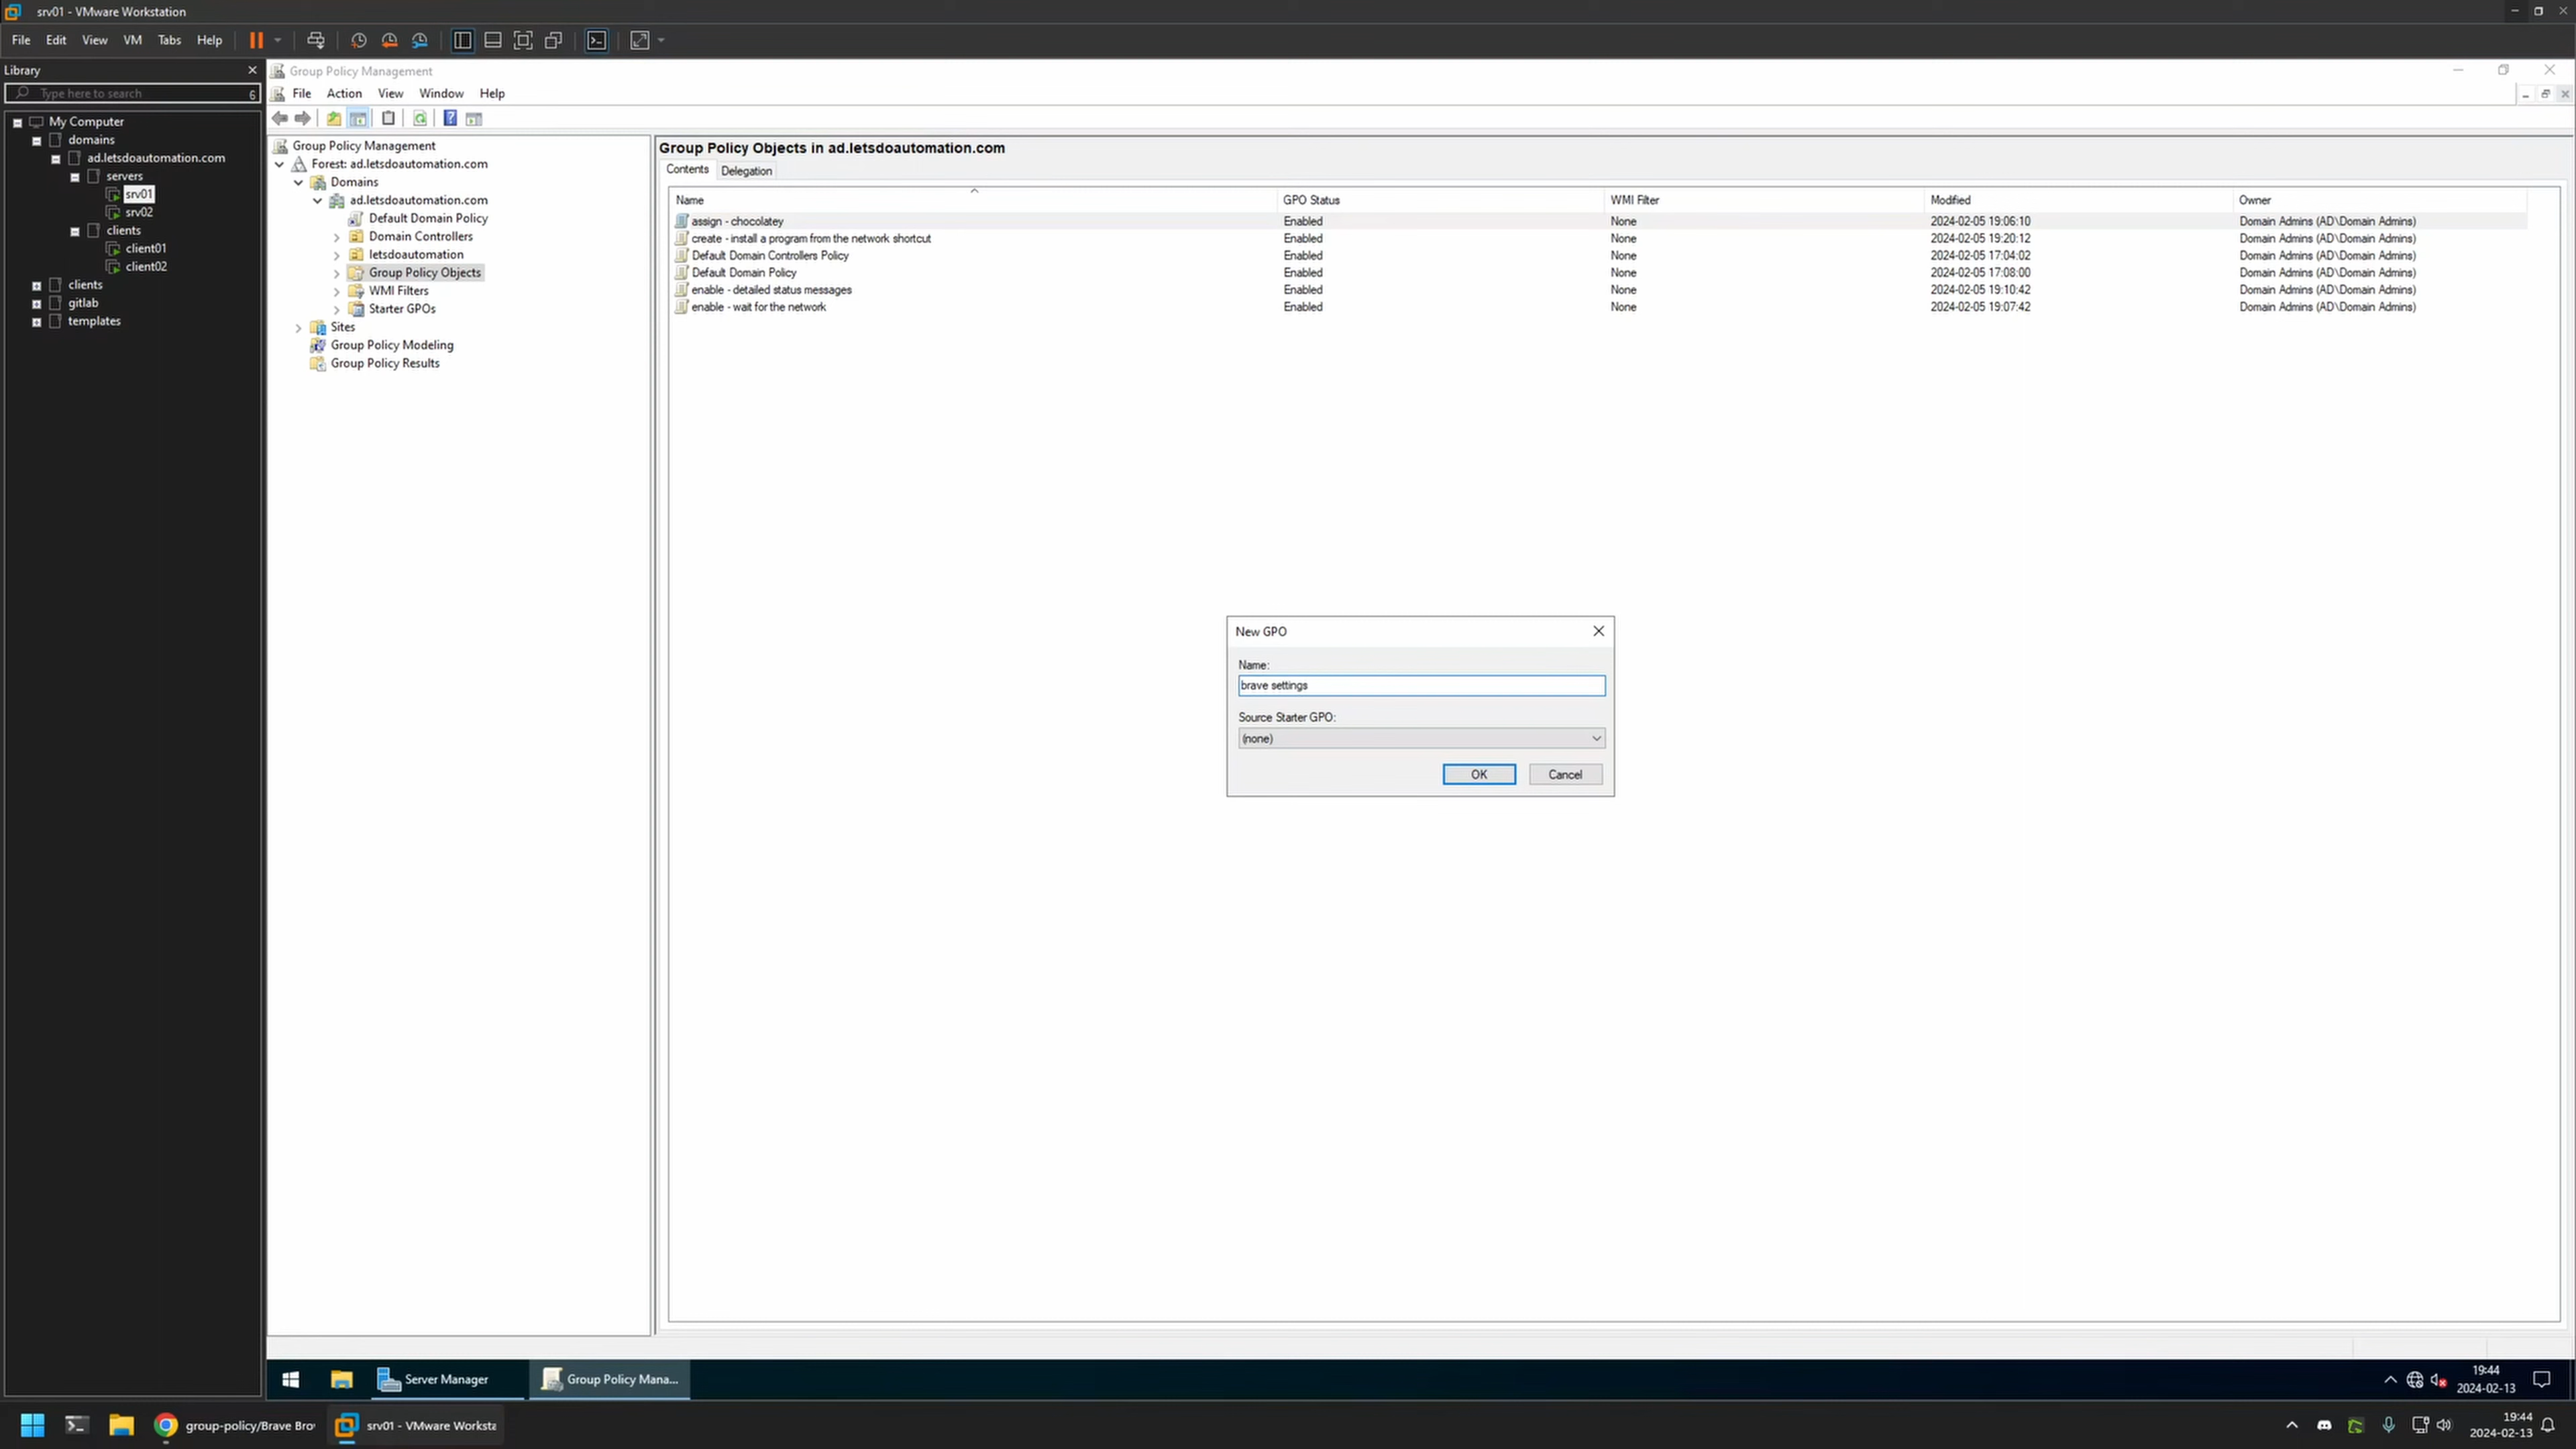 srv01 - VMware Workstation
File Edit View VM Tabs Help
Library
Type here to search 6
My Computer
domains
ad.letsdoautomation.com
servers
srv01
srv02
clients
client01
client02
clients
gitlab
templates
Group Policy Management
File Action View Window Help
Group Policy Management
Forest: ad.letsdoautomation.com
Domains
ad.letsdoautomation.com
Default Domain Policy
Domain Controllers
letsdoautomation
Group Policy Objects
WMI Filters
Starter GPOs
Sites
Group Policy Modeling
Group Policy Results
Group Policy Objects in ad.letsdoautomation.com
Contents Delegation
Name GPO Status WMI Filter Modified Owner
assign - chocolatey Enabled None 2024-02-05 19:06:10 Domain Admins (AD\Domain Admins)
create - install a program from the network shortcut Enabled None 2024-02-05 19:20:12 Domain Admins (AD\Domain Admins)
Default Domain Controllers Policy Enabled None 2024-02-05 17:04:02 Domain Admins (AD\Domain Admins)
Default Domain Policy Enabled None 2024-02-05 17:08:00 Domain Admins (AD\Domain Admins)
enable - detailed status messages Enabled None 2024-02-05 19:10:42 Domain Admins (AD\Domain Admins)
enable - wait for the network Enabled None 2024-02-05 19:07:42 Domain Admins (AD\Domain Admins)
New GPO
Name:
brave settings
Source Starter GPO:
(none)
OK Cancel
Server Manager Group Policy Mana...
19:44
2024-02-13
group-policy/Brave Bro srv01 - VMware Worksta
19:44
2024-02-13